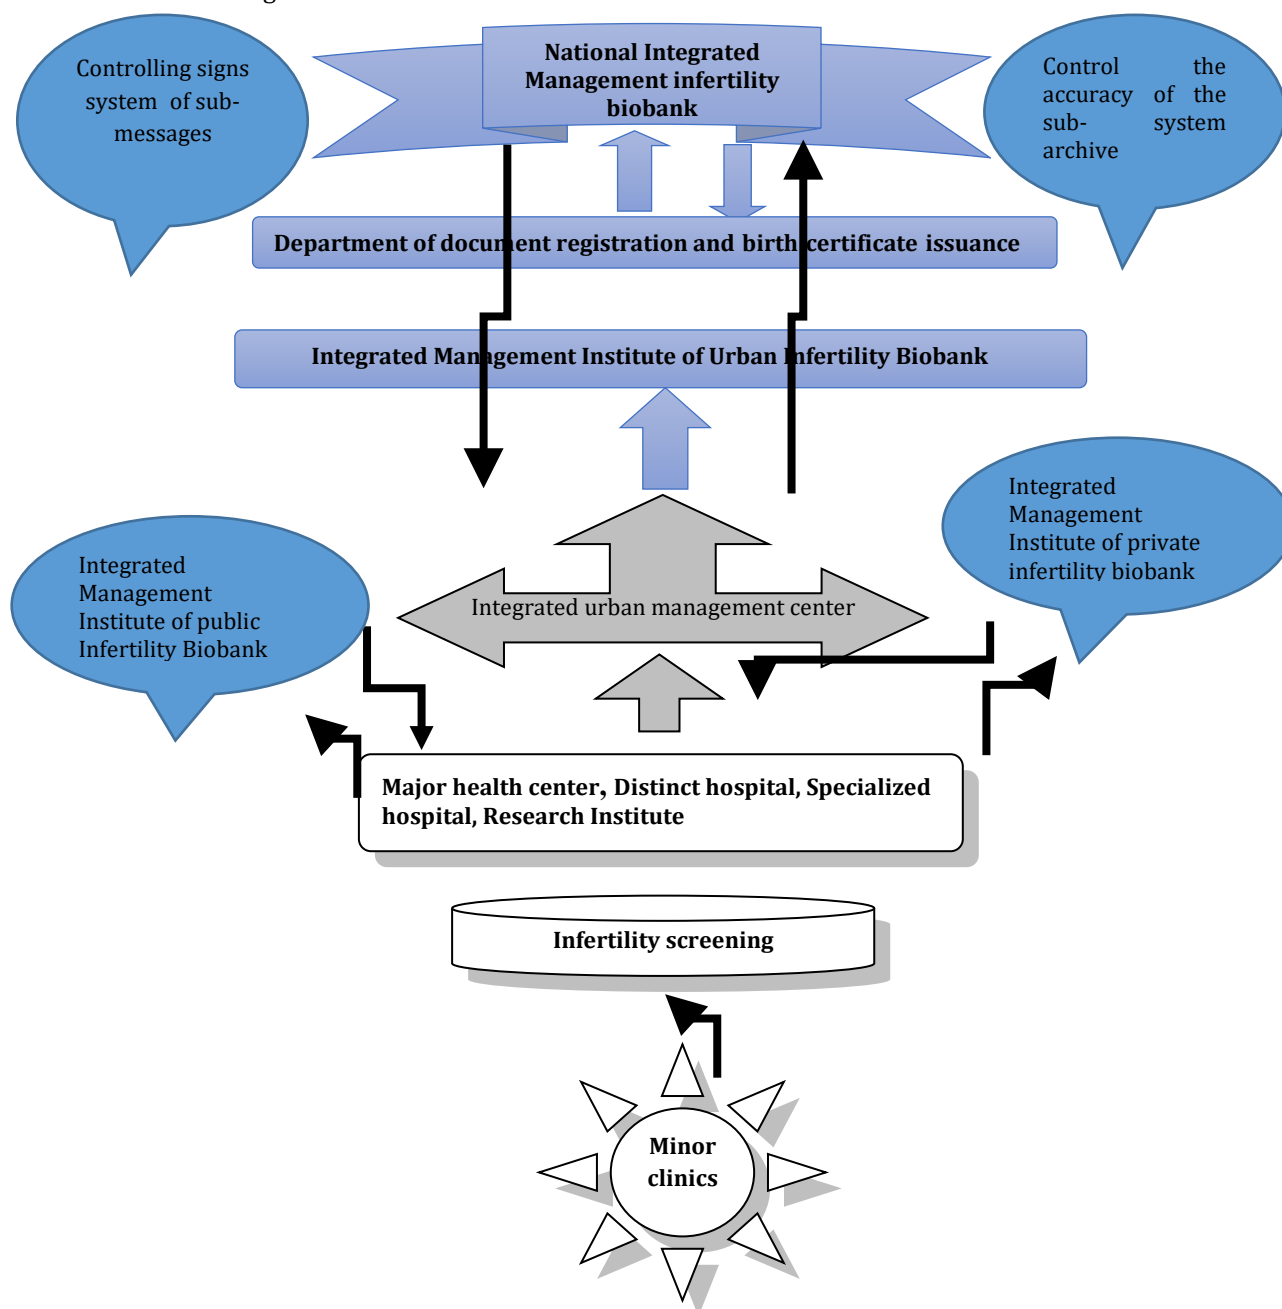 National Integrated
Management infertility
biobank
Controlling signs
system of sub-
messages
Control the
accuracy of the
sub- system
archive
Department of document registration and birth certificate issuance
Integrated Management Institute of Urban Infertility Biobank
Integrated
Management
Institute of private
infertility biobank
Integrated
Management
Institute of public
Infertility Biobank
Integrated urban management center
Major health center, Distinct hospital, Specialized
hospital, Research Institute
Infertility screening
Minor
clinics